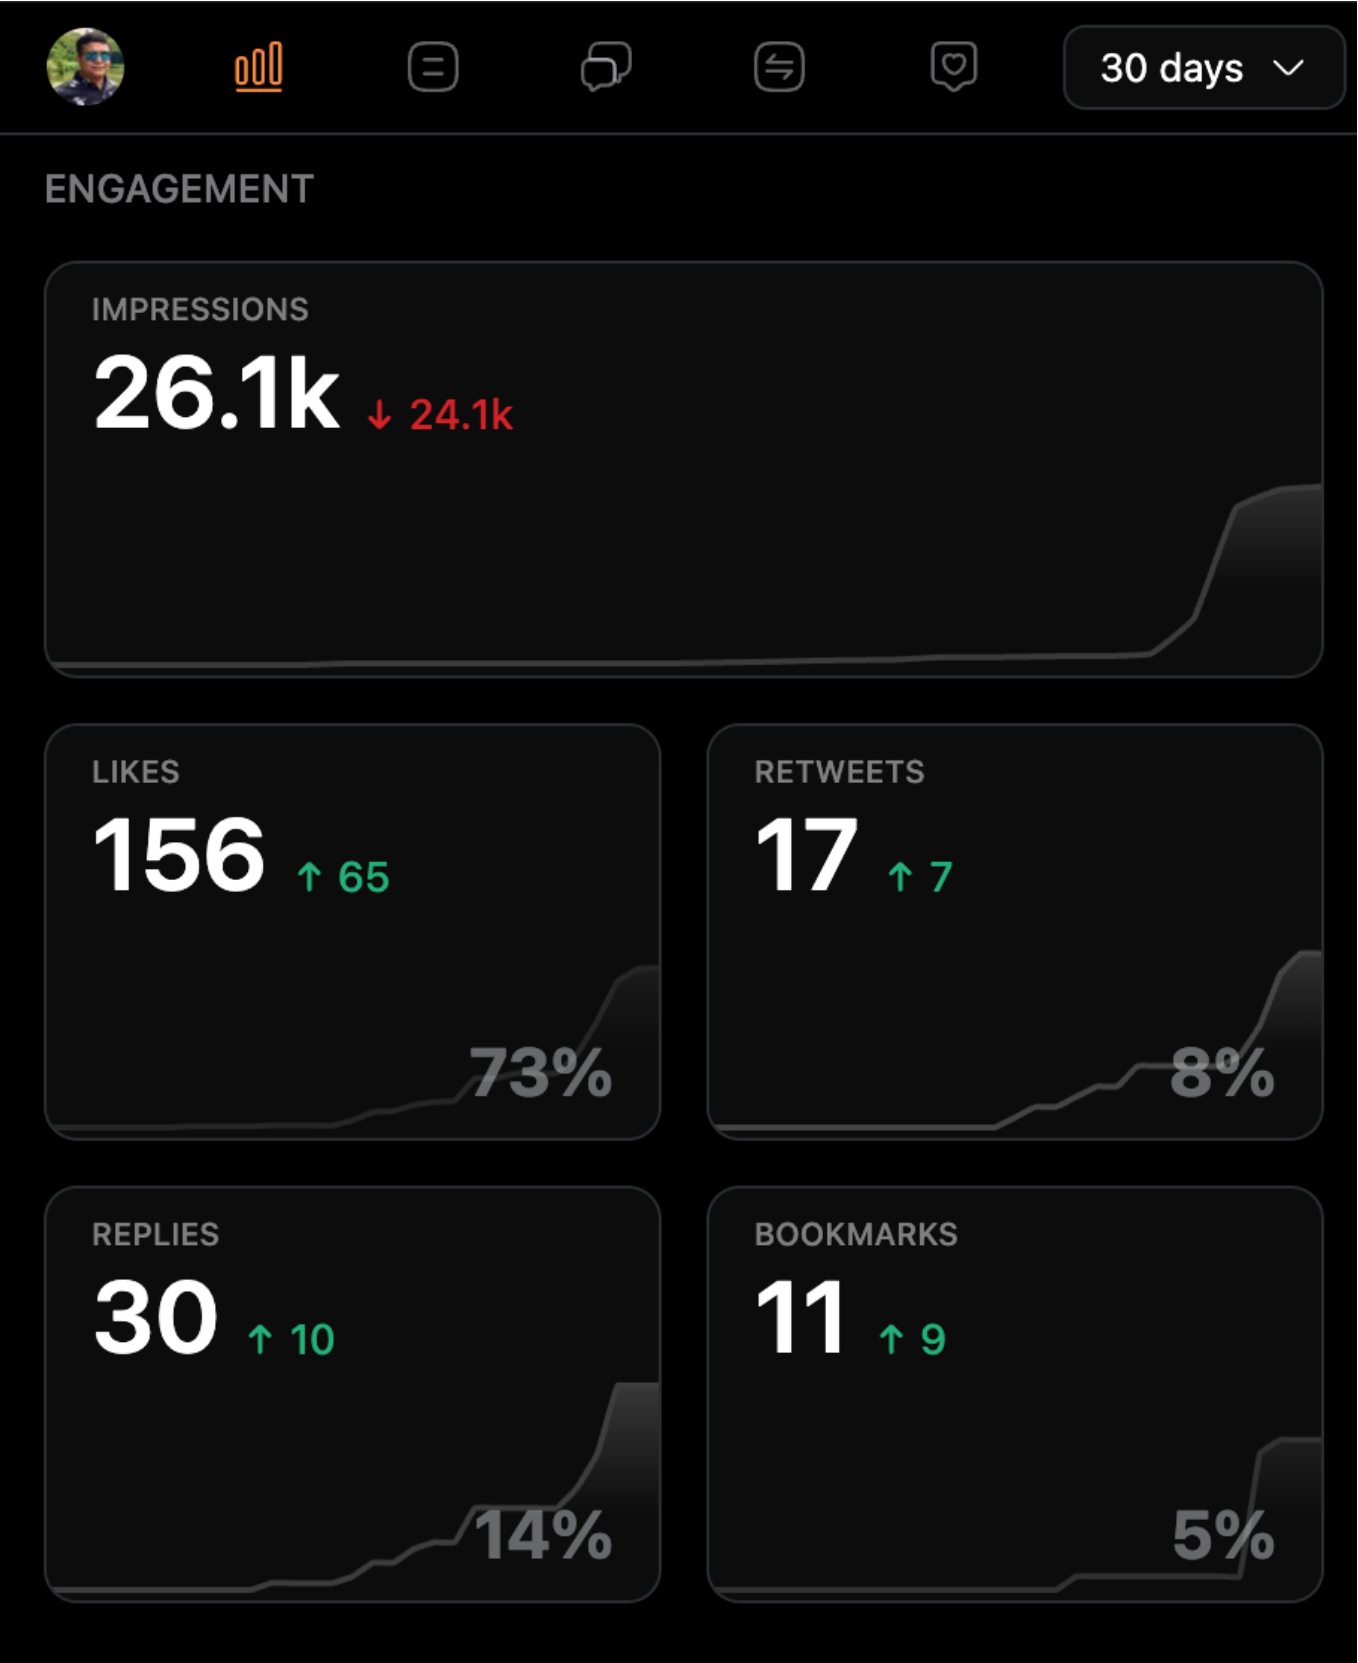 30 days
ENGAGEMENT
IMPRESSIONS
26.1k ↓ 24.1k
LIKES
156 ↑ 65
73%
RETWEETS
17 ↑ 7
8%
REPLIES
30 ↑ 10
14%
BOOKMARKS
11 ↑ 9
5%